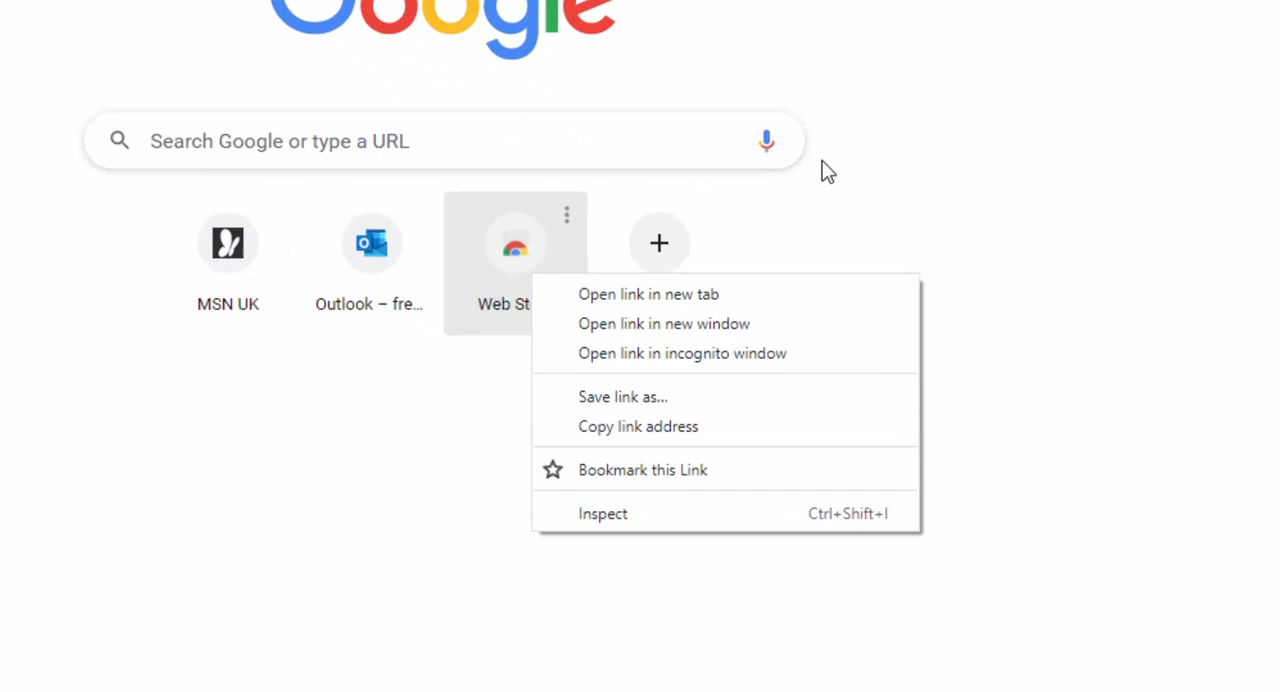 Google
Search Google or type a URL
MSN UK
Outlook – fre...
Web St
Open link in new tab
Open link in new window
Open link in incognito window
Save link as...
Copy link address
Bookmark this Link
Inspect Ctrl+Shift+I